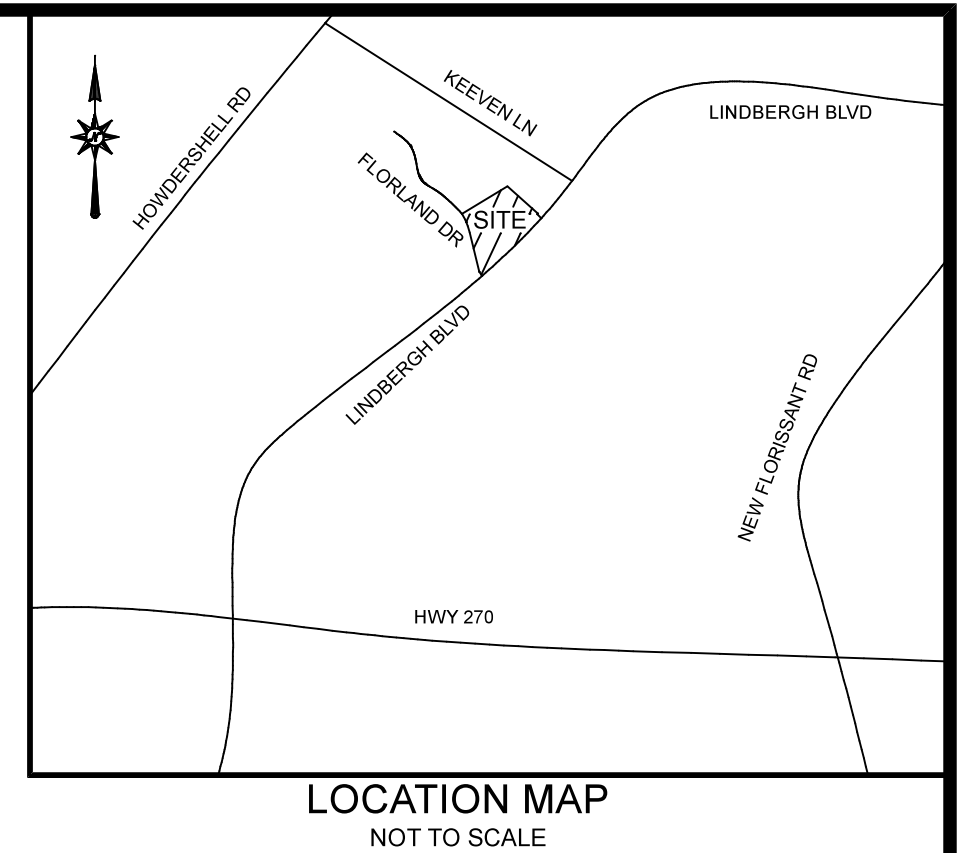 KEEVEN LN
LINDBERGH BLVD
HOWDERSHELL RD
FLORLAND DR
SITE
LINDBERGH BLVD
NEW FLORISSANT RD
HWY 270
LOCATION MAP
NOT TO SCALE
N